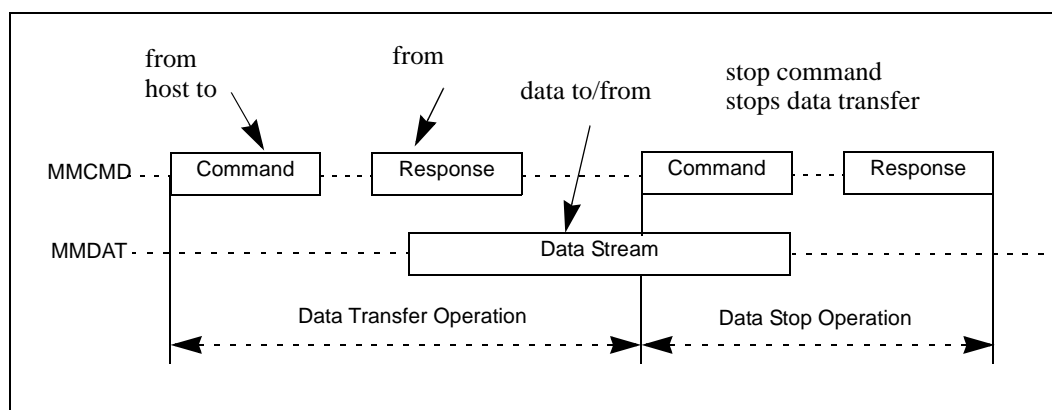 from
host to
from
data to/from
stop command
stops data transfer
MMCMD
Command
Response
Command
Response
MMDAT
Data Stream
Data Transfer Operation
Data Stop Operation